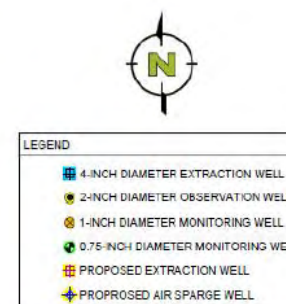 N
LEGEND
4-INCH DIAMETER EXTRACTION WELL
2-INCH DIAMETER OBSERVATION WEL
1-INCH DIAMETER MONITORING WELL
0.75-INCH DIAMETER MONITORING WE
PROPOSED EXTRACTION WELL
PROPROSED AIR SPARGE WELL